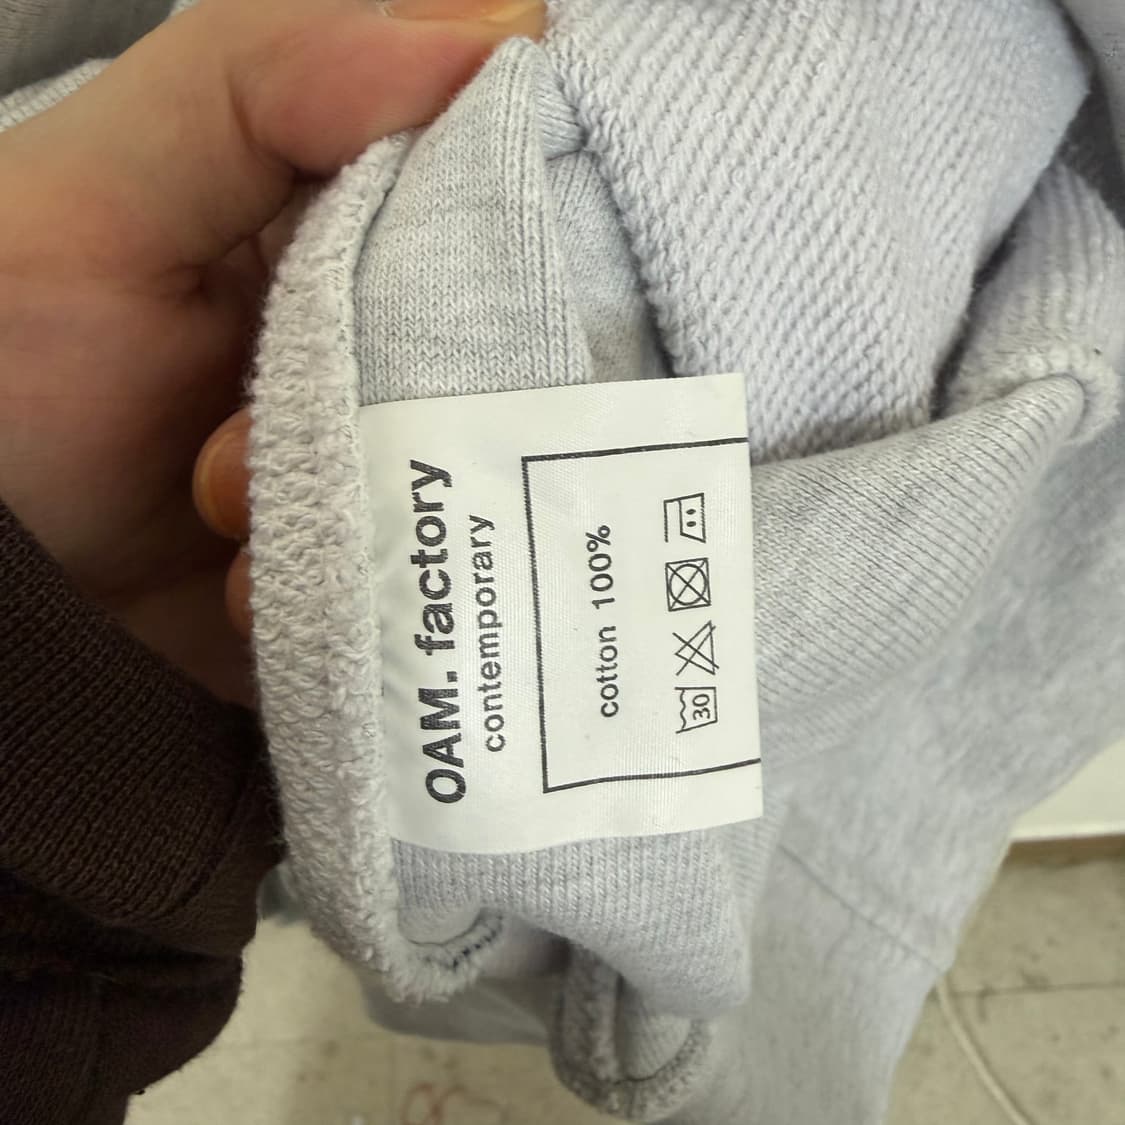 OAM. factory
contemporary
cotton 100%
30